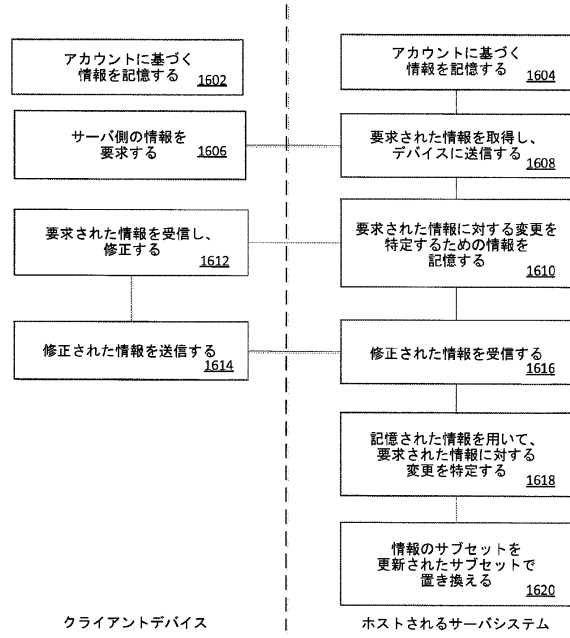 アカウントに基づく
情報を記憶する
1602
アカウントに基づく
情報を記憶する
1604
サーバ側の情報を
要求する
1606
要求された情報を取得し、
デバイスに送信する
1608
要求された情報を受信し、
修正する
1612
要求された情報に対する変更を
特定するための情報を
記憶する
1610
修正された情報を送信する
1614
修正された情報を受信する
1616
記憶された情報を用いて、
要求された情報に対する
変更を特定する
1618
情報のサブセットを
更新されたサブセットで
置き換える
1620
クライアントデバイス
ホストされるサーバシステム